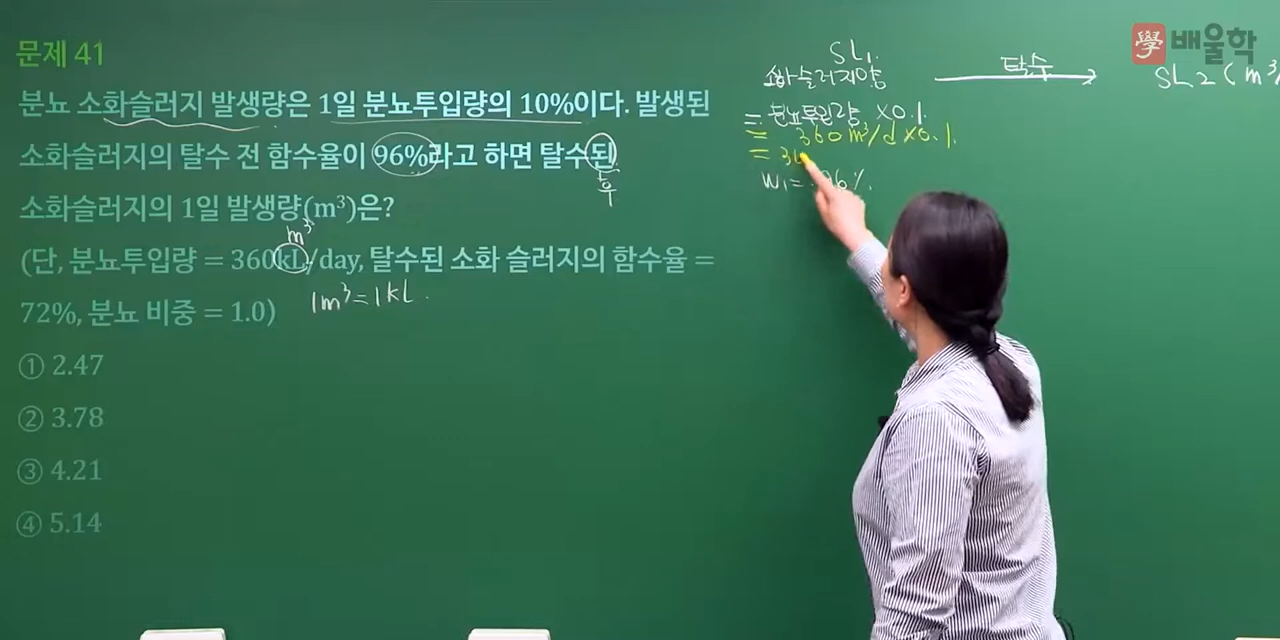 문제 41
學 배울학
분뇨 소화슬러지 발생량은 1일 분뇨투입량의 10%이다. 발생된
소화슬러지의 탈수 전 함수율이 96%라고 하면 탈수된
후
소화슬러지의 1일 발생량(m³)은?
m³
(단, 분뇨투입량 = 360kL/day, 탈수된 소화 슬러지의 함수율 =
72%, 분뇨 비중 = 1.0)
1m³ = 1kL.
① 2.47
② 3.78
③ 4.21
④ 5.14
SL1.
소화슬러지양
탈수
SL2 (m³/
= 분뇨투입량 × 0.1
= 360 m³/d × 0.1.
= 36
W1 = 96%.